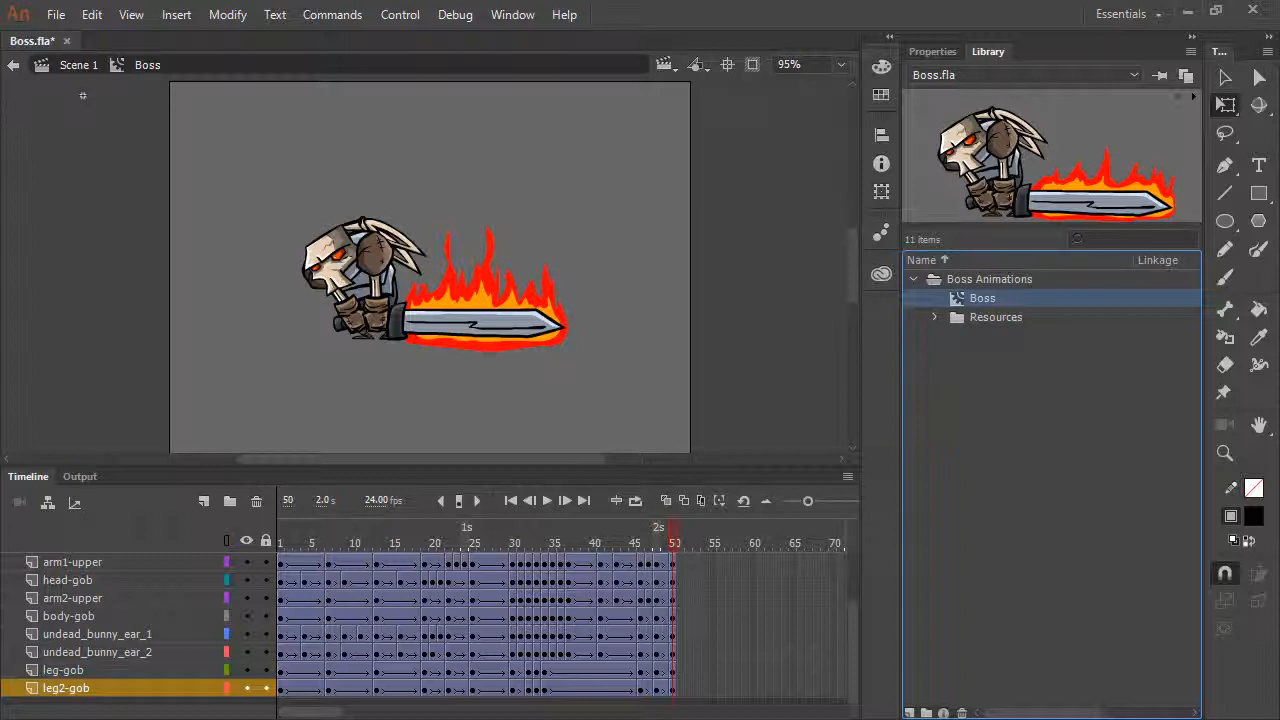 An File Edit View Insert Modify Text Commands Control Debug Window Help Essentials
Boss.fla* ×
Scene 1 Boss 95%
Properties Library
Boss.fla
11 items
Name Linkage
Boss Animations
Boss
Resources
T...
Timeline Output
50 2.0 s 24.00 fps
1s 2s
1 5 10 15 20 25 30 35 40 45 50 55 60 65 70
arm1-upper
head-gob
arm2-upper
body-gob
undead_bunny_ear_1
undead_bunny_ear_2
leg-gob
leg2-gob